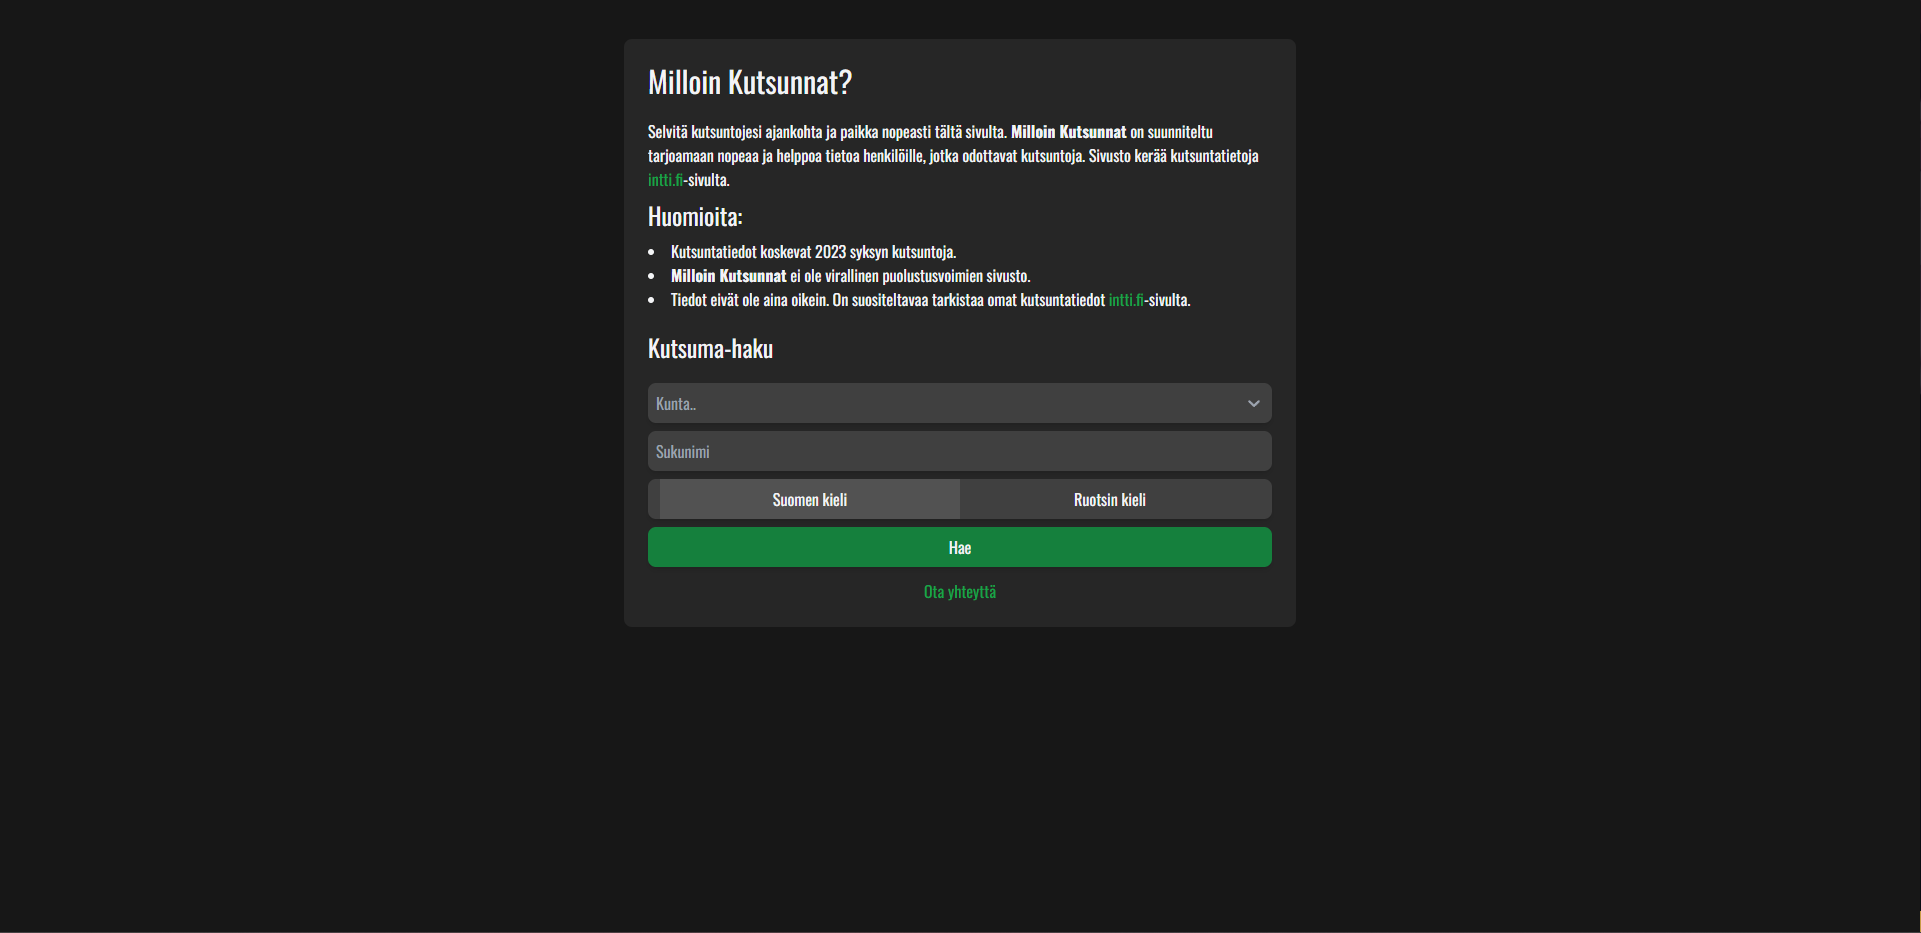 Milloin Kutsunnat?
Selvitä kutsuntojesi ajankohta ja paikka nopeasti tältä sivulta. Milloin Kutsunnat on suunniteltu
tarjoamaan nopeaa ja helppoa tietoa henkilöille, jotka odottavat kutsuntoja. Sivusto kerää kutsuntatietoja
intti.fi-sivulta.
Huomioita:
• Kutsuntatiedot koskevat 2023 syksyn kutsuntoja.
• Milloin Kutsunnat ei ole virallinen puolustusvoimien sivusto.
• Tiedot eivät ole aina oikein. On suositeltavaa tarkistaa omat kutsuntatiedot intti.fi-sivulta.
Kutsuma-haku
Kunta..
Sukunimi
Suomen kieli Ruotsin kieli
Hae
Ota yhteyttä